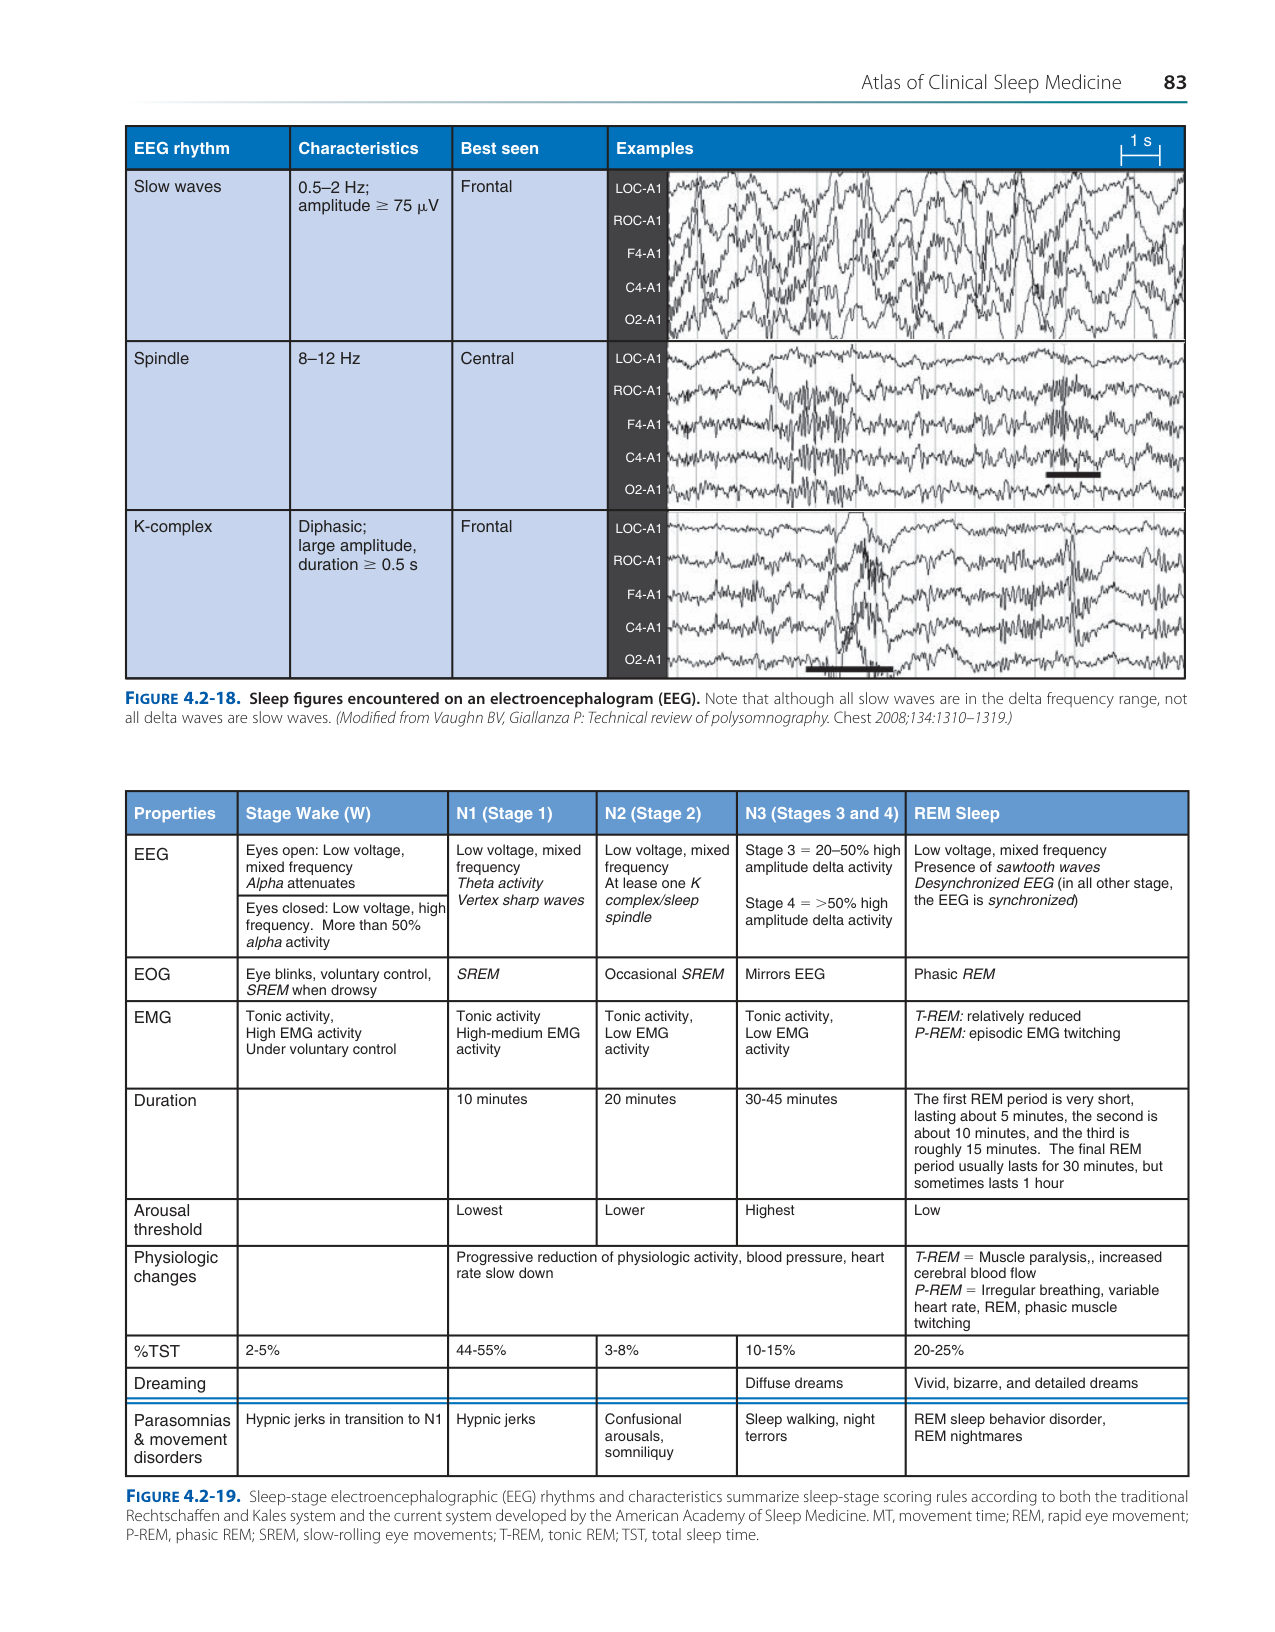 Atlas of Clinical Sleep Medicine 83
EEG rhythm
Characteristics
Best seen
Examples
1 s
Slow waves
0.5–2 Hz;
amplitude ≥ 75 μV
Frontal
LOC-A1
ROC-A1
F4-A1
C4-A1
O2-A1
Spindle
8–12 Hz
Central
LOC-A1
ROC-A1
F4-A1
C4-A1
O2-A1
K-complex
Diphasic;
large amplitude,
duration ≥ 0.5 s
Frontal
LOC-A1
ROC-A1
F4-A1
C4-A1
O2-A1
FIGURE 4.2-18. Sleep figures encountered on an electroencephalogram (EEG). Note that although all slow waves are in the delta frequency range, not
all delta waves are slow waves. (Modified from Vaughn BV, Giallanza P: Technical review of polysomnography. Chest 2008;134:1310–1319.)
Properties
Stage Wake (W)
N1 (Stage 1)
N2 (Stage 2)
N3 (Stages 3 and 4)
REM Sleep
EEG
Eyes open: Low voltage,
mixed frequency
Alpha attenuates
Eyes closed: Low voltage, high
frequency. More than 50%
alpha activity
Low voltage, mixed
frequency
Theta activity
Vertex sharp waves
Low voltage, mixed
frequency
At lease one K
complex/sleep
spindle
Stage 3 = 20–50% high
amplitude delta activity
Stage 4 = >50% high
amplitude delta activity
Low voltage, mixed frequency
Presence of sawtooth waves
Desynchronized EEG (in all other stage,
the EEG is synchronized)
EOG
Eye blinks, voluntary control,
SREM when drowsy
SREM
Occasional SREM
Mirrors EEG
Phasic REM
EMG
Tonic activity,
High EMG activity
Under voluntary control
Tonic activity
High-medium EMG
activity
Tonic activity,
Low EMG
activity
Tonic activity,
Low EMG
activity
T-REM: relatively reduced
P-REM: episodic EMG twitching
Duration
10 minutes
20 minutes
30-45 minutes
The first REM period is very short,
lasting about 5 minutes, the second is
about 10 minutes, and the third is
roughly 15 minutes. The final REM
period usually lasts for 30 minutes, but
sometimes lasts 1 hour
Arousal
threshold
Lowest
Lower
Highest
Low
Physiologic
changes
Progressive reduction of physiologic activity, blood pressure, heart
rate slow down
T-REM = Muscle paralysis,, increased
cerebral blood flow
P-REM = Irregular breathing, variable
heart rate, REM, phasic muscle
twitching
%TST
2-5%
44-55%
3-8%
10-15%
20-25%
Dreaming
Diffuse dreams
Vivid, bizarre, and detailed dreams
Parasomnias
& movement
disorders
Hypnic jerks in transition to N1
Hypnic jerks
Confusional
arousals,
somniliquy
Sleep walking, night
terrors
REM sleep behavior disorder,
REM nightmares
FIGURE 4.2-19. Sleep-stage electroencephalographic (EEG) rhythms and characteristics summarize sleep-stage scoring rules according to both the traditional
Rechtschaffen and Kales system and the current system developed by the American Academy of Sleep Medicine. MT, movement time; REM, rapid eye movement;
P-REM, phasic REM; SREM, slow-rolling eye movements; T-REM, tonic REM; TST, total sleep time.